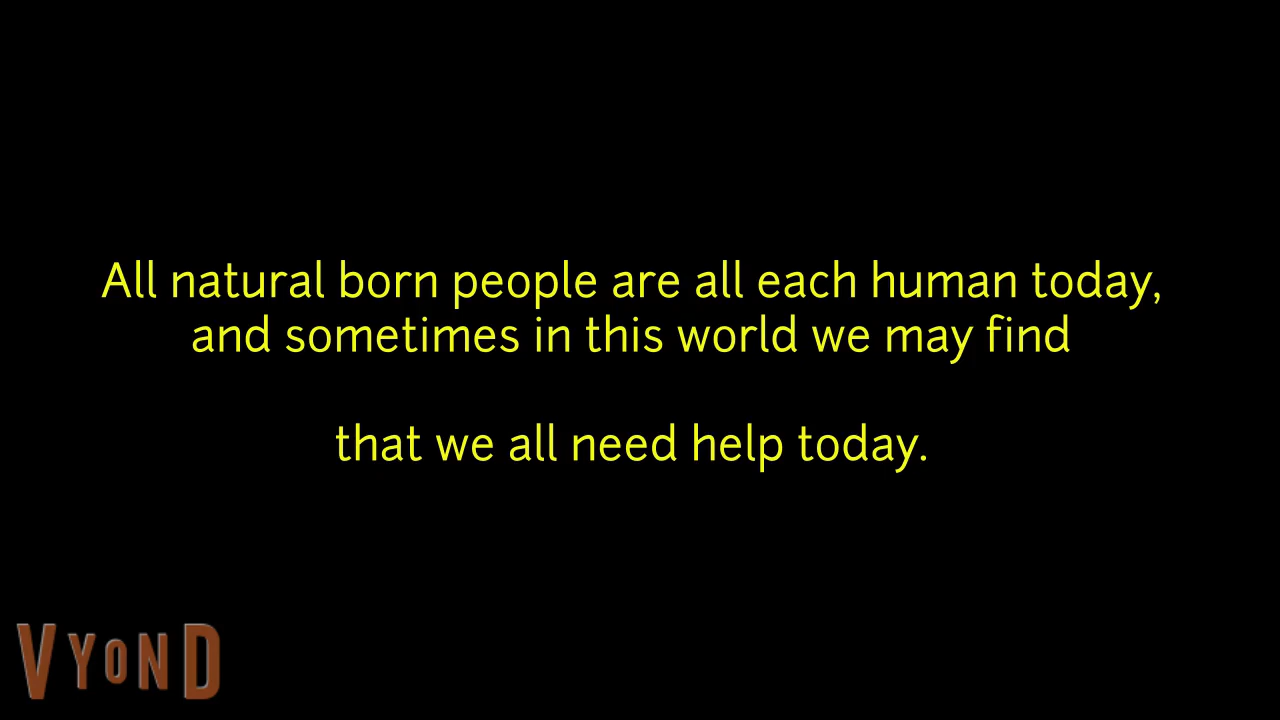 All natural born people are all each human today,
and sometimes in this world we may find
that we all need help today.
VYOND